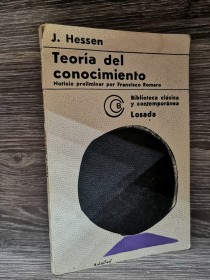 J. Hessen
Teoría del
conocimiento
Noticia preliminar por Francisco Romero
Biblioteca clásica
y contemporánea
Losada